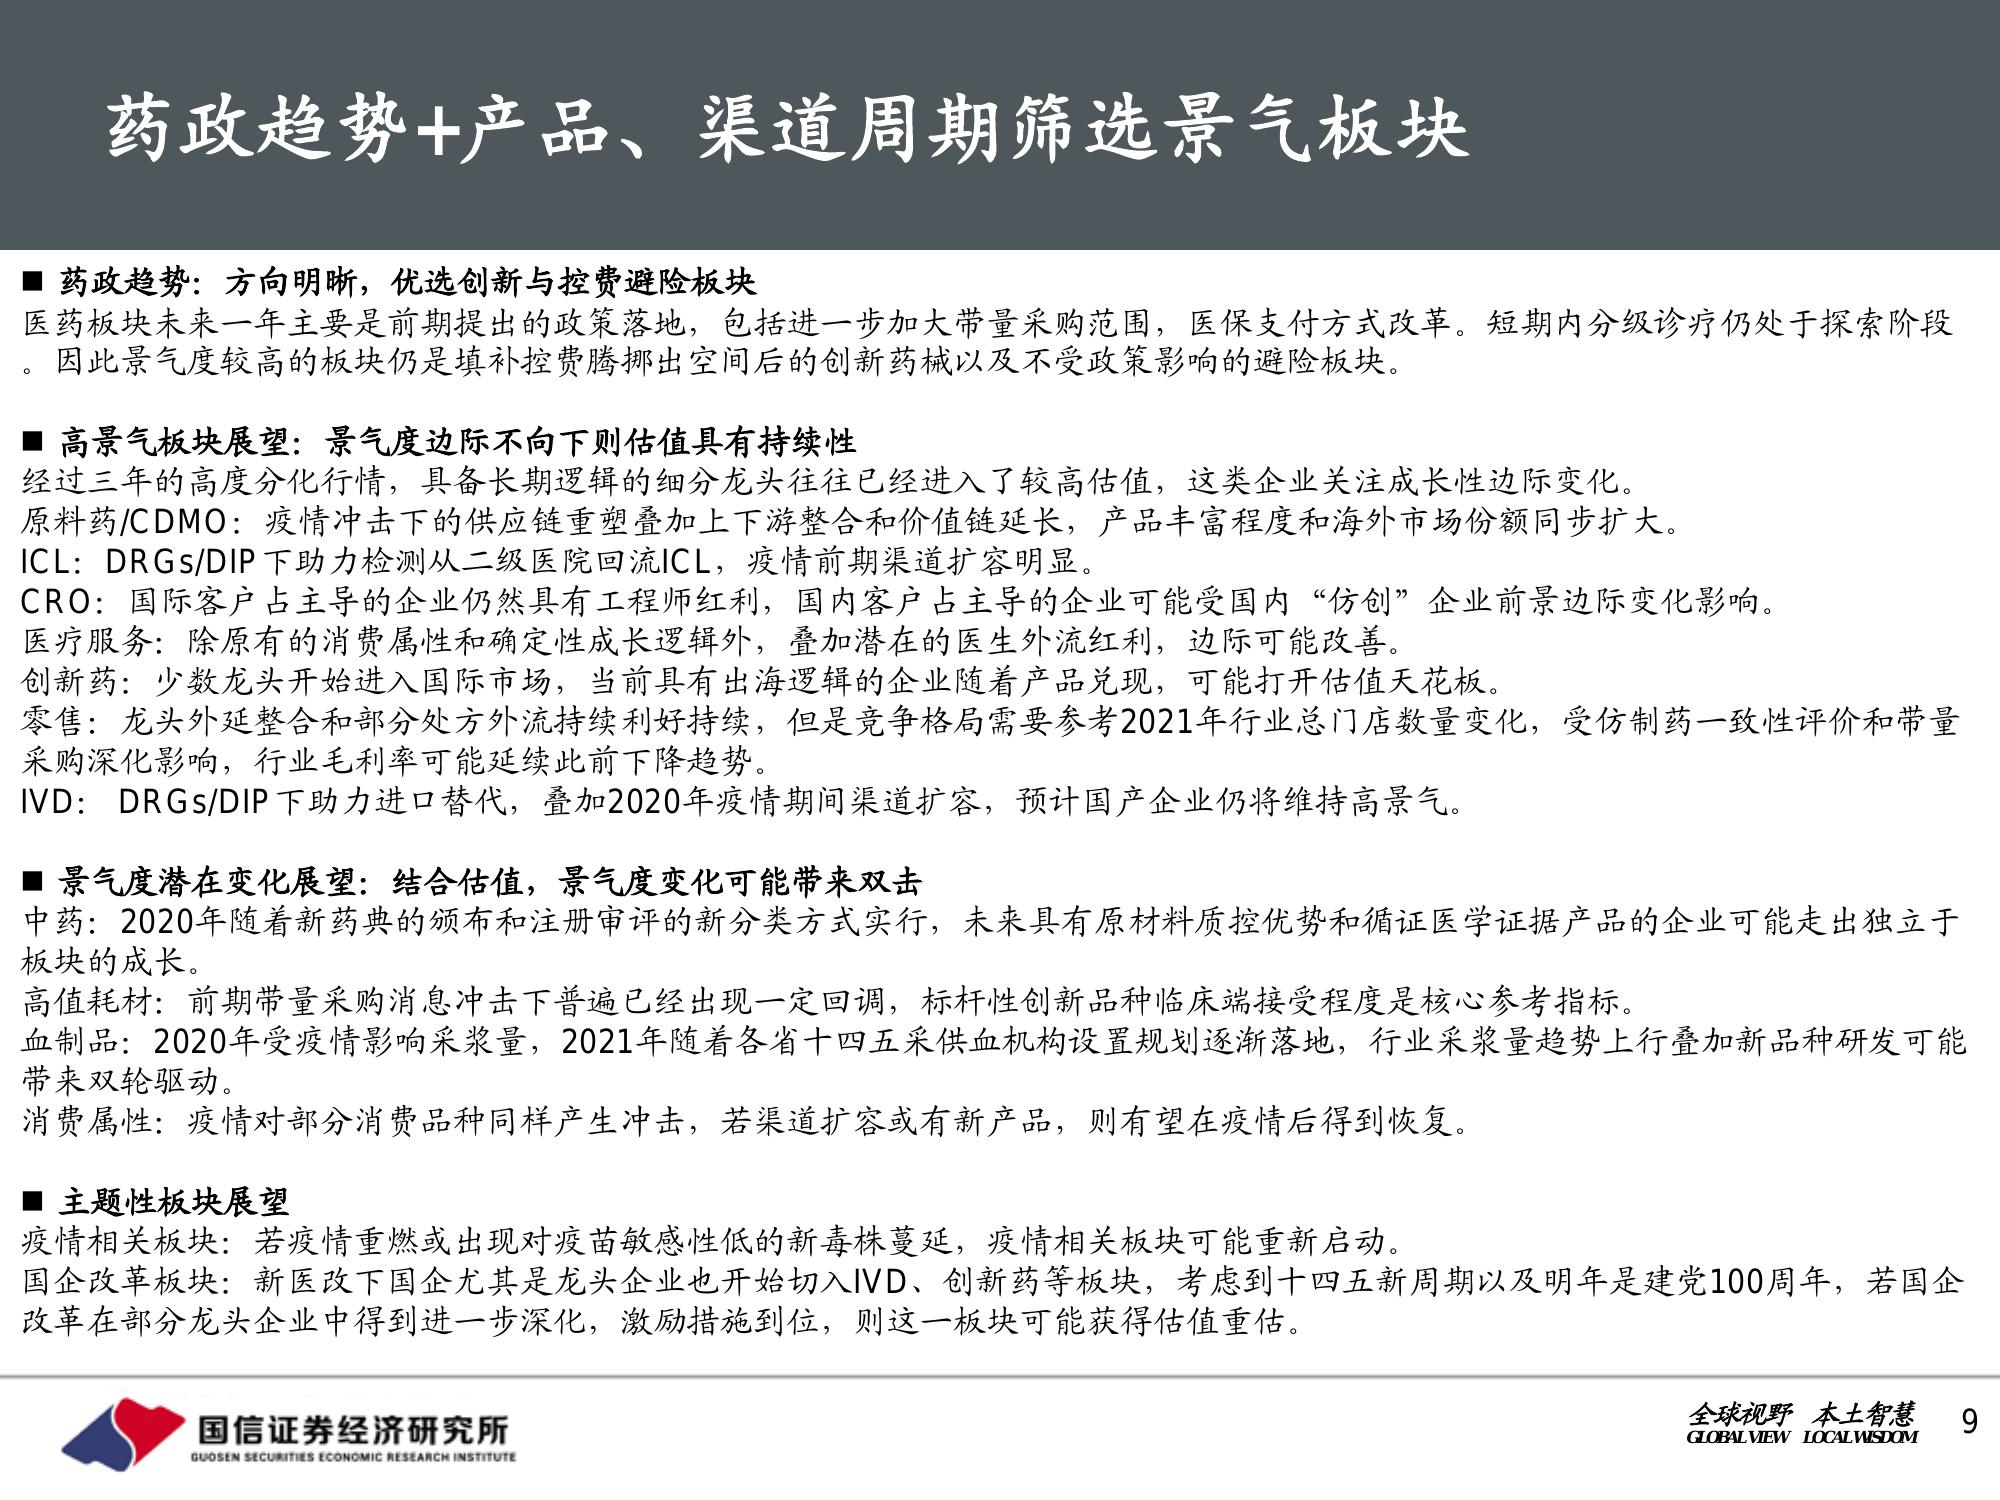 药政趋势+产品、渠道周期筛选景气板块
■ 药政趋势：方向明晰，优选创新与控费避险板块
医药板块未来一年主要是前期提出的政策落地，包括进一步加大带量采购范围，医保支付方式改革。短期内分级诊疗仍处于探索阶段
。因此景气度较高的板块仍是填补控费腾挪出空间后的创新药械以及不受政策影响的避险板块。
■ 高景气板块展望：景气度边际不向下则估值具有持续性
经过三年的高度分化行情，具备长期逻辑的细分龙头往往已经进入了较高估值，这类企业关注成长性边际变化。
原料药/CDMO：疫情冲击下的供应链重塑叠加上下游整合和价值链延长，产品丰富程度和海外市场份额同步扩大。
ICL：DRGs/DIP下助力检测从二级医院回流ICL，疫情前期渠道扩容明显。
CRO：国际客户占主导的企业仍然具有工程师红利，国内客户占主导的企业可能受国内“仿创”企业前景边际变化影响。
医疗服务：除原有的消费属性和确定性成长逻辑外，叠加潜在的医生外流红利，边际可能改善。
创新药：少数龙头开始进入国际市场，当前具有出海逻辑的企业随着产品兑现，可能打开估值天花板。
零售：龙头外延整合和部分处方外流持续利好持续，但是竞争格局需要参考2021年行业总门店数量变化，受仿制药一致性评价和带量
采购深化影响，行业毛利率可能延续此前下降趋势。
IVD： DRGs/DIP下助力进口替代，叠加2020年疫情期间渠道扩容，预计国产企业仍将维持高景气。
■ 景气度潜在变化展望：结合估值，景气度变化可能带来双击
中药：2020年随着新药典的颁布和注册审评的新分类方式实行，未来具有原材料质控优势和循证医学证据产品的企业可能走出独立于
板块的成长。
高值耗材：前期带量采购消息冲击下普遍已经出现一定回调，标杆性创新品种临床端接受程度是核心参考指标。
血制品：2020年受疫情影响采浆量，2021年随着各省十四五采供血机构设置规划逐渐落地，行业采浆量趋势上行叠加新品种研发可能
带来双轮驱动。
消费属性：疫情对部分消费品种同样产生冲击，若渠道扩容或有新产品，则有望在疫情后得到恢复。
■ 主题性板块展望
疫情相关板块：若疫情重燃或出现对疫苗敏感性低的新毒株蔓延，疫情相关板块可能重新启动。
国企改革板块：新医改下国企尤其是龙头企业也开始切入IVD、创新药等板块，考虑到十四五新周期以及明年是建党100周年，若国企
改革在部分龙头企业中得到进一步深化，激励措施到位，则这一板块可能获得估值重估。
国信证券经济研究所
GUOSEN SECURITIES ECONOMIC RESEARCH INSTITUTE
全球视野 本土智慧
GLOBAL VIEW LOCAL WISDOM
9